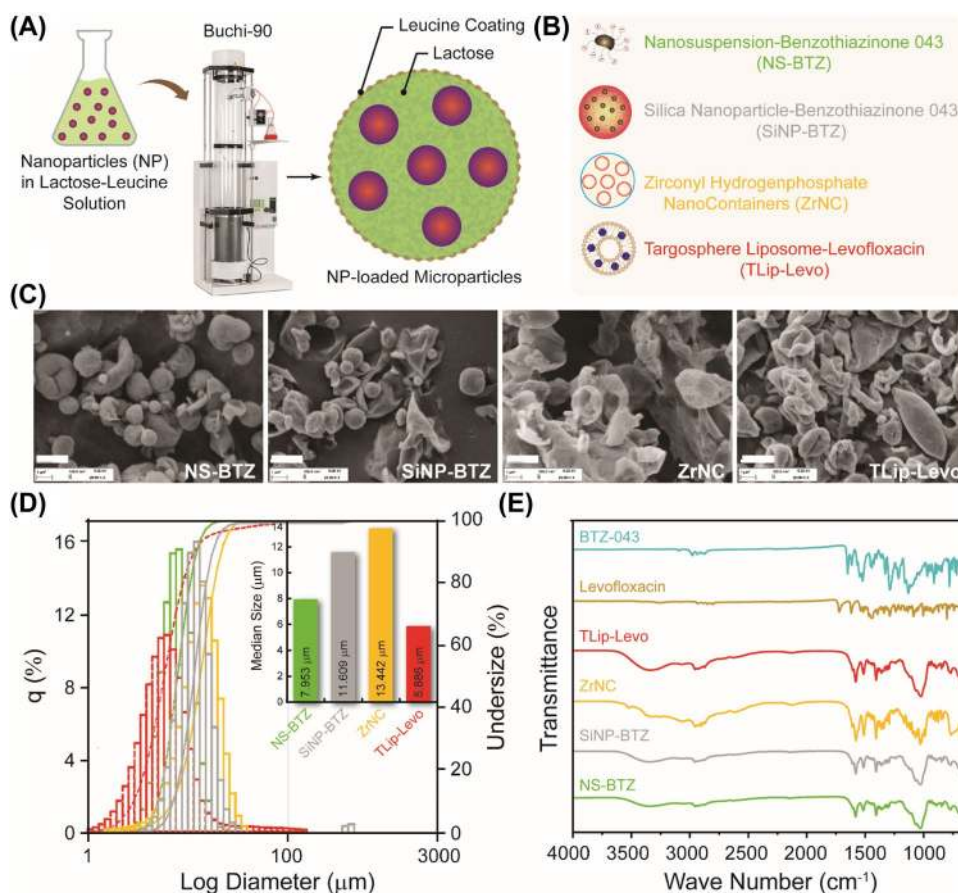 (A)
Buchi-90
Leucine Coating
Lactose
Nanoparticles (NP)
in Lactose-Leucine
Solution
NP-loaded Microparticles
(B)
Nanosuspension-Benzothiazinone 043
(NS-BTZ)
Silica Nanoparticle-Benzothiazinone 043
(SiNP-BTZ)
Zirconyl Hydrogenphosphate
NanoContainers (ZrNC)
Targosphere Liposome-Levofloxacin
(TLip-Levo)
(C)
NS-BTZ
SiNP-BTZ
ZrNC
TLip-Levo
(D)
q (%)
16
12
8
4
0
1
100
3000
Log Diameter (μm)
Undersize (%)
100
80
60
40
20
0
Median Size (μm)
14
12
10
8
6
4
2
0
7.953 μm
11.609 μm
13.442 μm
5.886 μm
NS-BTZ
SiNP-BTZ
ZrNC
TLip-Levo
(E)
Transmittance
BTZ-043
Levofloxacin
TLip-Levo
ZrNC
SiNP-BTZ
NS-BTZ
4000
3500
3000
2500
2000
1500
1000
Wave Number (cm⁻¹)